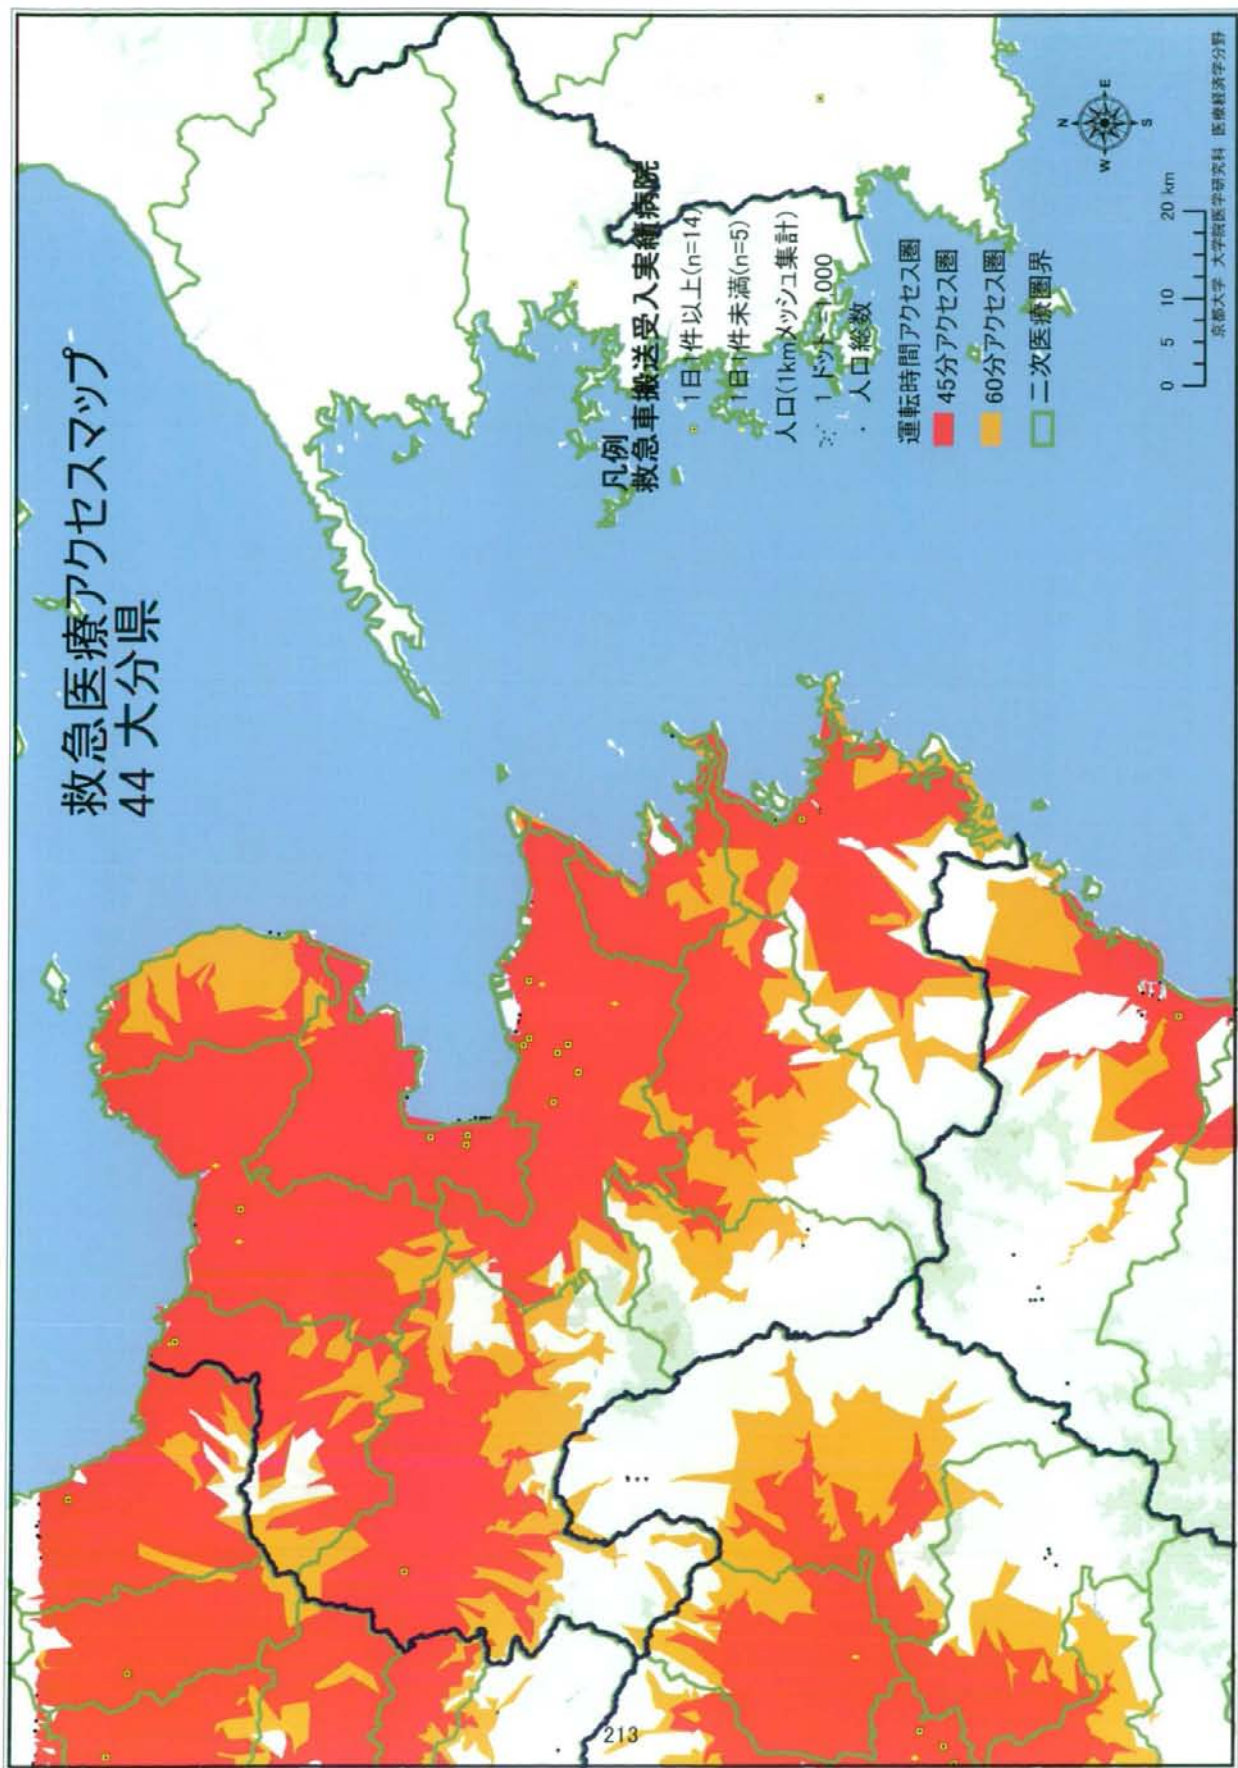 救急医療アクセスマップ
44 大分県
凡例
救急車搬送受入実績病院
1日1件以上(n=14)
1日1件未満(n=5)
人口(1kmメッシュ集計)
1 ドット=1,000
人口総数
運転時間アクセス圏
45分アクセス圏
60分アクセス圏
二次医療圏界
N
W
E
S
0 5 10 20 km
京都大学 大学院医学研究科 医療経済学分野
213